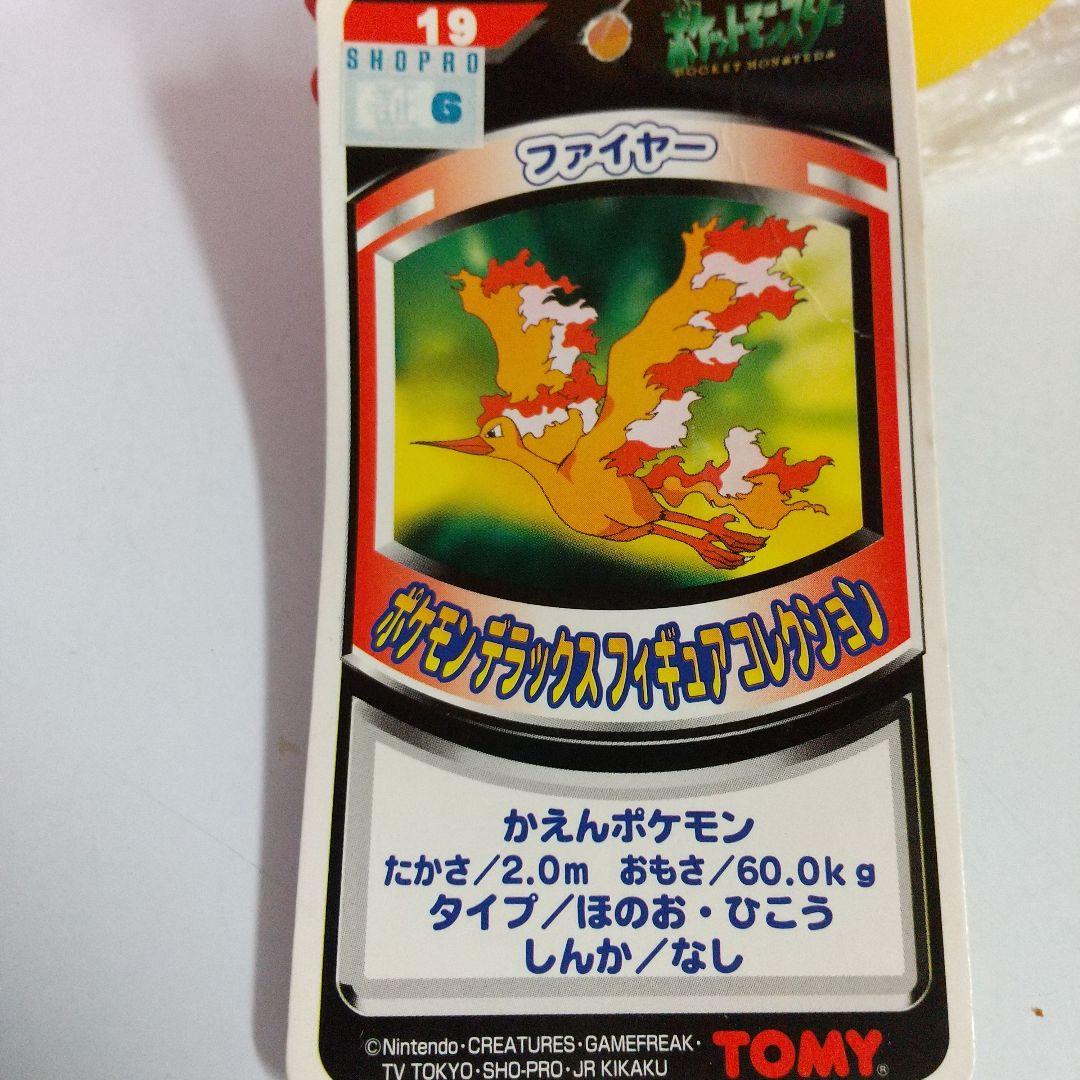 19
SHOPRO
証 6
ポケットモンスター
POCKET MONSTERS
ファイヤー
ポケモンデラックスフィギュアコレクション
かえんポケモン
たかさ/2.0m おもさ/60.0kg
タイプ/ほのお・ひこう
しんか/なし
©Nintendo・CREATURES・GAMEFREAK・
TV TOKYO・SHO-PRO・JR KIKAKU
TOMY®